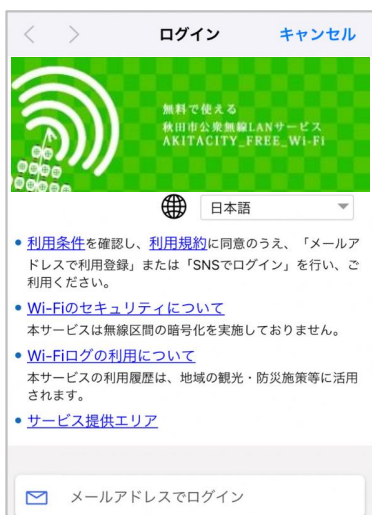 ログイン キャンセル
無料で使える
秋田市公衆無線LANサービス
AKITACITY_FREE_Wi-Fi
日本語
利用条件を確認し、利用規約に同意のうえ、「メールア
ドレスで利用登録」または「SNSでログイン」を行い、ご
利用ください。
Wi-Fiのセキュリティについて
本サービスは無線区間の暗号化を実施しておりません。
Wi-Fiログの利用について
本サービスの利用履歴は、地域の観光・防災施策等に活用
されます。
サービス提供エリア
メールアドレスでログイン